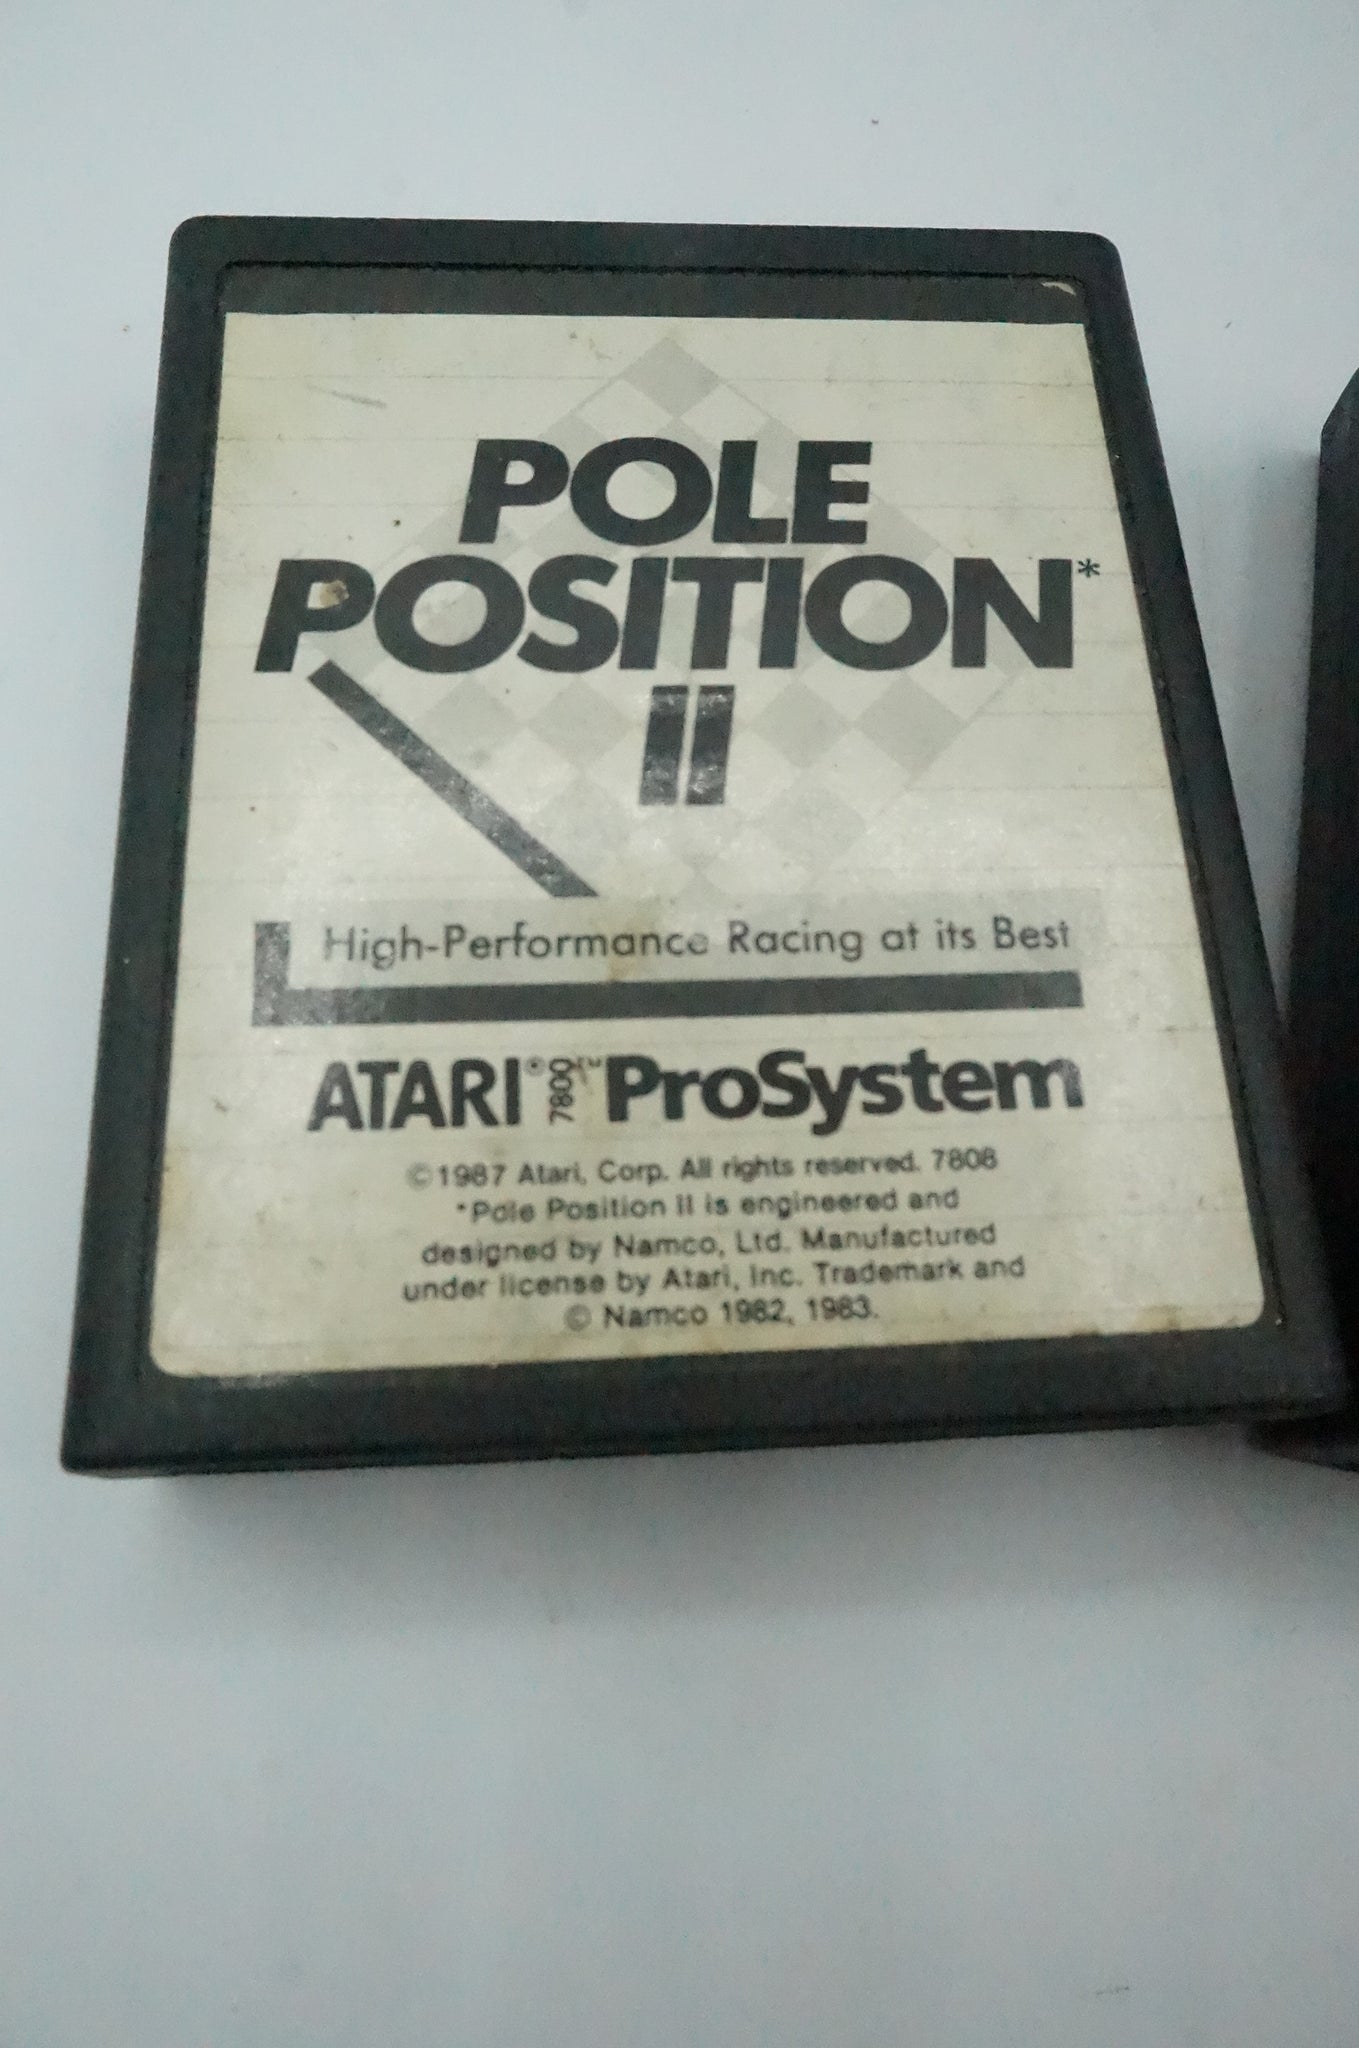 POLE
POSITION*
II
High-Performance Racing at its Best
ATARI® 7800™ ProSystem
©1987 Atari, Corp. All rights reserved. 7808
*Pole Position II is engineered and
designed by Namco, Ltd. Manufactured
under license by Atari, Inc. Trademark and
© Namco 1982, 1983.